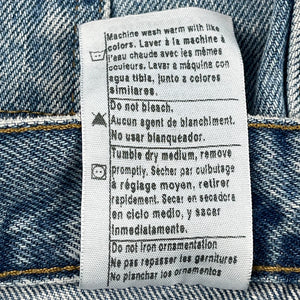 Machine wash warm with like
colors. Laver à la machine à
l'eau chaude avec les mêmes
couleurs. Lavar a máquina con
agua tibia, junto a colores
similares.
Do not bleach.
Aucun agent de blanchiment.
No usar blanqueador.
Tumble dry medium, remove
promptly. Sécher par culbutage
à réglage moyen, retirer
rapidement. Secar en secadora
en ciclo medio, y sacar
inmediatamente.
Do not iron ornamentation
Ne pas repasser les garnitures
No planchar los ornamentos